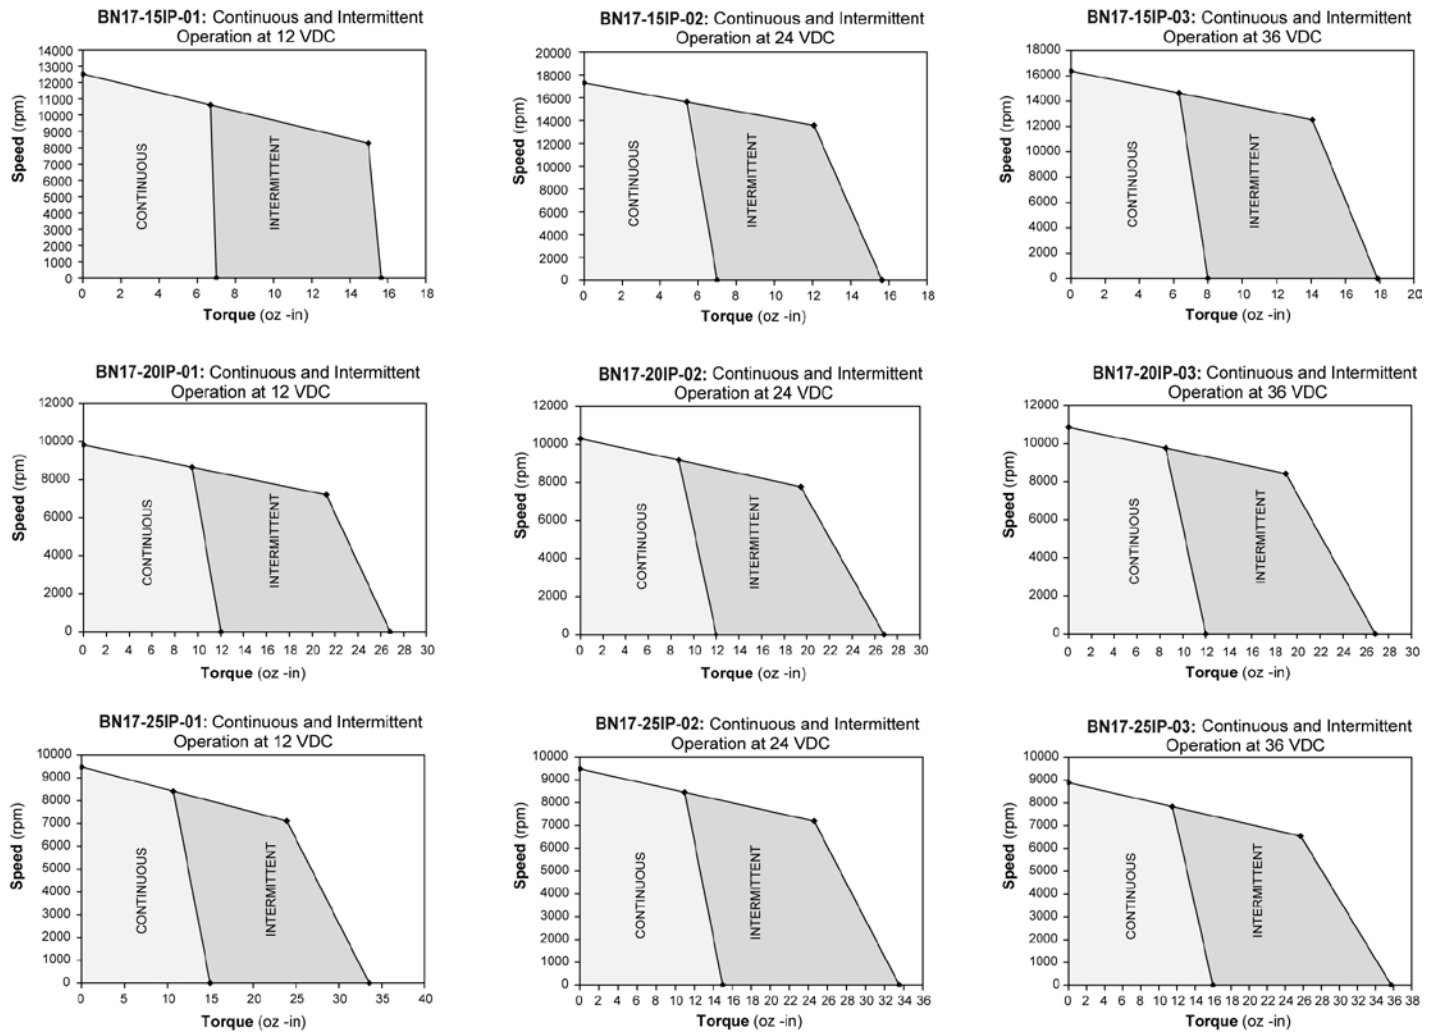 BN17-15IP-01: Continuous and Intermittent
Operation at 12 VDC
14000
13000
12000
11000
10000
9000
8000
7000
6000
5000
4000
3000
2000
1000
0
Speed (rpm)
CONTINUOUS
INTERMITTENT
0 2 4 6 8 10 12 14 16 18
Torque (oz -in)
BN17-15IP-02: Continuous and Intermittent
Operation at 24 VDC
20000
18000
16000
14000
12000
10000
8000
6000
4000
2000
0
Speed (rpm)
CONTINUOUS
INTERMITTENT
0 2 4 6 8 10 12 14 16 18
Torque (oz -in)
BN17-15IP-03: Continuous and Intermittent
Operation at 36 VDC
18000
16000
14000
12000
10000
8000
6000
4000
2000
0
Speed (rpm)
CONTINUOUS
INTERMITTENT
0 2 4 6 8 10 12 14 16 18 20
Torque (oz -in)
BN17-20IP-01: Continuous and Intermittent
Operation at 12 VDC
12000
10000
8000
6000
4000
2000
0
Speed (rpm)
CONTINUOUS
INTERMITTENT
0 2 4 6 8 10 12 14 16 18 20 22 24 26 28 30
Torque (oz -in)
BN17-20IP-02: Continuous and Intermittent
Operation at 24 VDC
12000
10000
8000
6000
4000
2000
0
Speed (rpm)
CONTINUOUS
INTERMITTENT
0 2 4 6 8 10 12 14 16 18 20 22 24 26 28 30
Torque (oz -in)
BN17-20IP-03: Continuous and Intermittent
Operation at 36 VDC
12000
10000
8000
6000
4000
2000
0
Speed (rpm)
CONTINUOUS
INTERMITTENT
0 2 4 6 8 10 12 14 16 18 20 22 24 26 28 30
Torque (oz -in)
BN17-25IP-01: Continuous and Intermittent
Operation at 12 VDC
10000
9000
8000
7000
6000
5000
4000
3000
2000
1000
0
Speed (rpm)
CONTINUOUS
INTERMITTENT
0 5 10 15 20 25 30 35 40
Torque (oz -in)
BN17-25IP-02: Continuous and Intermittent
Operation at 24 VDC
10000
9000
8000
7000
6000
5000
4000
3000
2000
1000
0
Speed (rpm)
CONTINUOUS
INTERMITTENT
0 2 4 6 8 10 12 14 16 18 20 22 24 26 28 30 32 34 36
Torque (oz -in)
BN17-25IP-03: Continuous and Intermittent
Operation at 36 VDC
10000
9000
8000
7000
6000
5000
4000
3000
2000
1000
0
Speed (rpm)
CONTINUOUS
INTERMITTENT
0 2 4 6 8 10 12 14 16 18 20 22 24 26 28 30 32 34 36 38
Torque (oz -in)